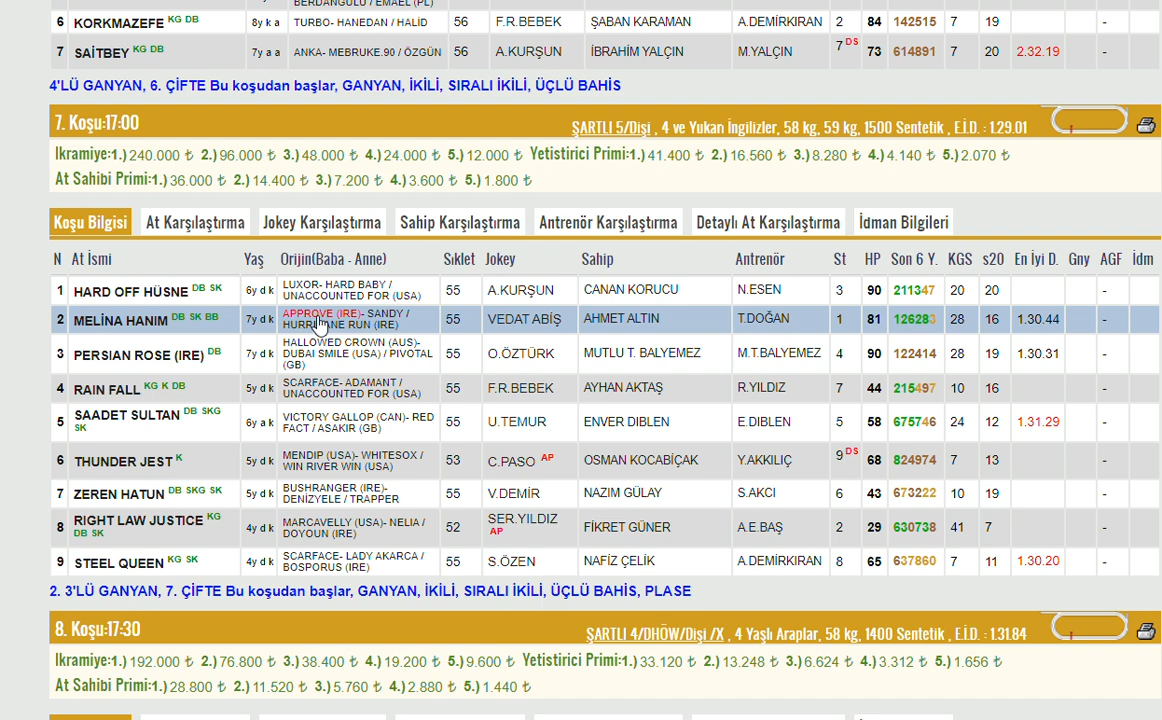 BERDANGÜLÜ / EMAEL (PL)
6 KORKMAZEFE KG DB 8y k a TURBO- HANEDAN / HALİD 56 F.R.BEBEK ŞABAN KARAMAN A.DEMİRKIRAN 2 84 142515 7 19 -
7 SAİTBEY KG DB 7y a a ANKA- MEBRUKE.90 / ÖZGÜN 56 A.KURŞUN İBRAHİM YALÇIN M.YALÇIN 7 DS 73 614891 7 20 2.32.19 -
4'LÜ GANYAN, 6. ÇİFTE Bu koşudan başlar, GANYAN, İKİLİ, SIRALI İKİLİ, ÜÇLÜ BAHİS
7. Koşu:17:00
ŞARTLI 5/Dişi , 4 ve Yukarı İngilizler, 58 kg, 59 kg, 1500 Sentetik , E.İ.D. : 1.29.01
Ikramiye:1.) 240.000 ₺ 2.) 96.000 ₺ 3.) 48.000 ₺ 4.) 24.000 ₺ 5.) 12.000 ₺ Yetistirici Primi:1.) 41.400 ₺ 2.) 16.560 ₺ 3.) 8.280 ₺ 4.) 4.140 ₺ 5.) 2.070 ₺
At Sahibi Primi:1.) 36.000 ₺ 2.) 14.400 ₺ 3.) 7.200 ₺ 4.) 3.600 ₺ 5.) 1.800 ₺
Koşu Bilgisi At Karşılaştırma Jokey Karşılaştırma Sahip Karşılaştırma Antrenör Karşılaştırma Detaylı At Karşılaştırma İdman Bilgileri
N At İsmi Yaş Orijin(Baba - Anne) Sıklet Jokey Sahip Antrenör St HP Son 6 Y. KGS s20 En İyi D. Gny AGF İdm
1 HARD OFF HÜSNE DB SK 6y d k LUXOR- HARD BABY / UNACCOUNTED FOR (USA) 55 A.KURŞUN CANAN KORUCU N.ESEN 3 90 211347 20 20 -
2 MELİNA HANIM DB SK BB 7y d k APPROVE (IRE)- SANDY / HURRICANE RUN (IRE) 55 VEDAT ABİŞ AHMET ALTIN T.DOĞAN 1 81 126283 28 16 1.30.44 -
3 PERSIAN ROSE (IRE) DB 7y d k HALLOWED CROWN (AUS)- DUBAI SMILE (USA) / PIVOTAL (GB) 55 O.ÖZTÜRK MUTLU T. BALYEMEZ M.T.BALYEMEZ 4 90 122414 28 19 1.30.31 -
4 RAIN FALL KG K DB 5y d k SCARFACE- ADAMANT / UNACCOUNTED FOR (USA) 55 F.R.BEBEK AYHAN AKTAŞ R.YILDIZ 7 44 215497 10 16 -
5 SAADET SULTAN DB SKG SK 6y a k VICTORY GALLOP (CAN)- RED FACT / ASAKIR (GB) 55 U.TEMUR ENVER DIBLEN E.DIBLEN 5 58 675746 24 12 1.31.29 -
6 THUNDER JEST K 5y d k MENDIP (USA)- WHITESOX / WIN RIVER WIN (USA) 53 C.PASO AP OSMAN KOCABİÇAK Y.AKKILIÇ 9 DS 68 824974 7 13 -
7 ZEREN HATUN DB SKG SK 5y d k BUSHRANGER (IRE)- DENIZYELE / TRAPPER 55 V.DEMİR NAZIM GÜLAY S.AKCI 6 43 673222 10 19 -
8 RIGHT LAW JUSTICE KG DB SK 4y d k MARCAVELLY (USA)- NELIA / DOYOUN (IRE) 52 ŞER.YILDIZ AP FİKRET GÜNER A.E.BAŞ 2 29 630738 41 7 -
9 STEEL QUEEN KG SK 4y d k SCARFACE- LADY AKARCA / BOSPORUS (IRE) 55 S.ÖZEN NAFİZ ÇELİK A.DEMİRKIRAN 8 65 637860 7 11 1.30.20 -
2. 3'LÜ GANYAN, 7. ÇİFTE Bu koşudan başlar, GANYAN, İKİLİ, SIRALI İKİLİ, ÜÇLÜ BAHİS, PLASE
8. Koşu:17:30
ŞARTLI 4/DHÖW/Dişi /X , 4 Yaşlı Araplar, 58 kg, 1400 Sentetik , E.İ.D. : 1.31.84
Ikramiye:1.) 192.000 ₺ 2.) 76.800 ₺ 3.) 38.400 ₺ 4.) 19.200 ₺ 5.) 9.600 ₺ Yetistirici Primi:1.) 33.120 ₺ 2.) 13.248 ₺ 3.) 6.624 ₺ 4.) 3.312 ₺ 5.) 1.656 ₺
At Sahibi Primi:1.) 28.800 ₺ 2.) 11.520 ₺ 3.) 5.760 ₺ 4.) 2.880 ₺ 5.) 1.440 ₺